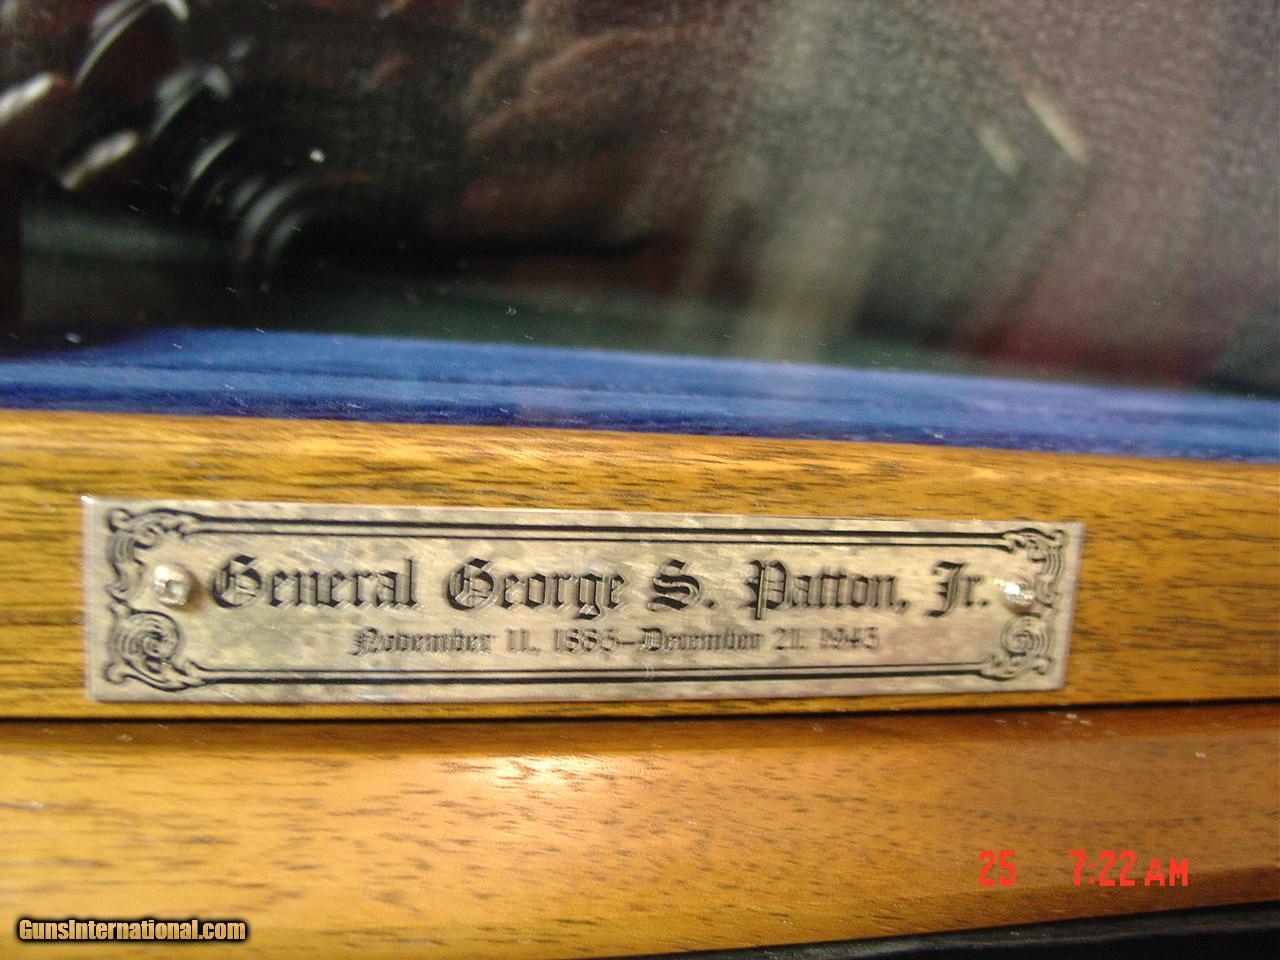 General George S. Patton, Jr.
November 11, 1885–December 21, 1945
25 7:22 AM
GunsInternational.com